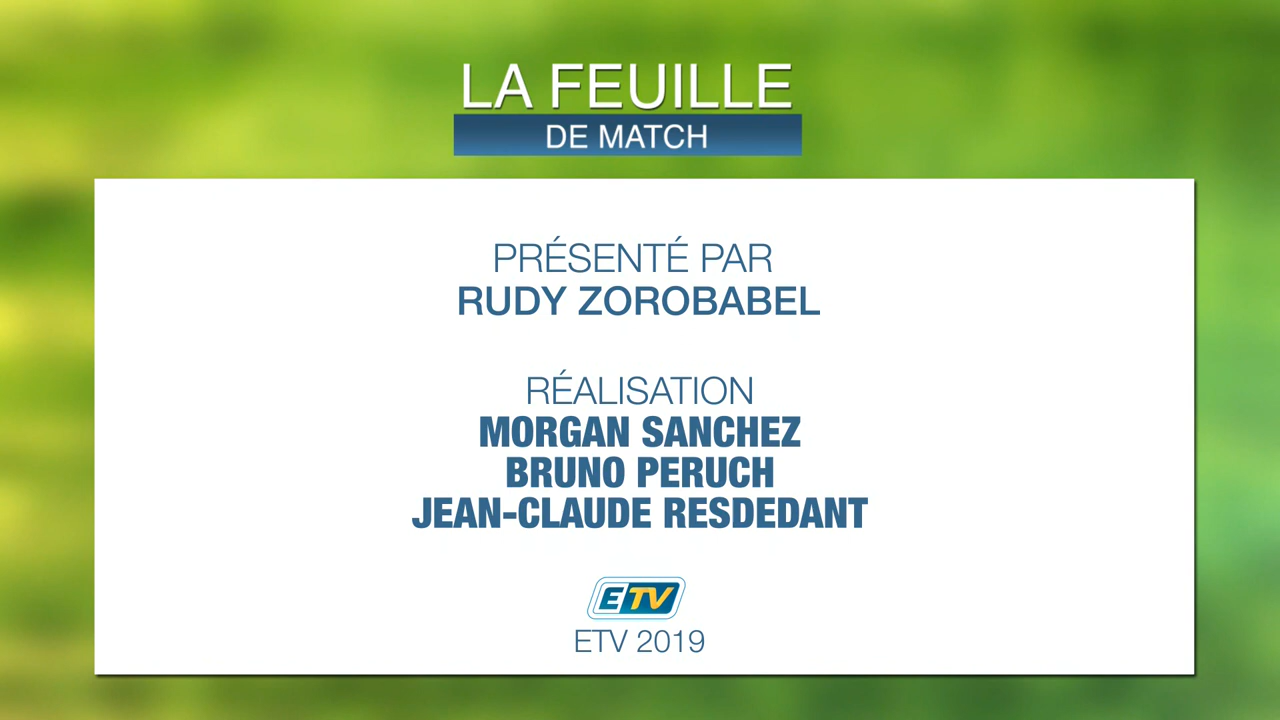 LA FEUILLE
DE MATCH
PRÉSENTÉ PAR
RUDY ZOROBABEL
RÉALISATION
MORGAN SANCHEZ
BRUNO PERUCH
JEAN-CLAUDE RESDEDANT
ETV
ETV 2019